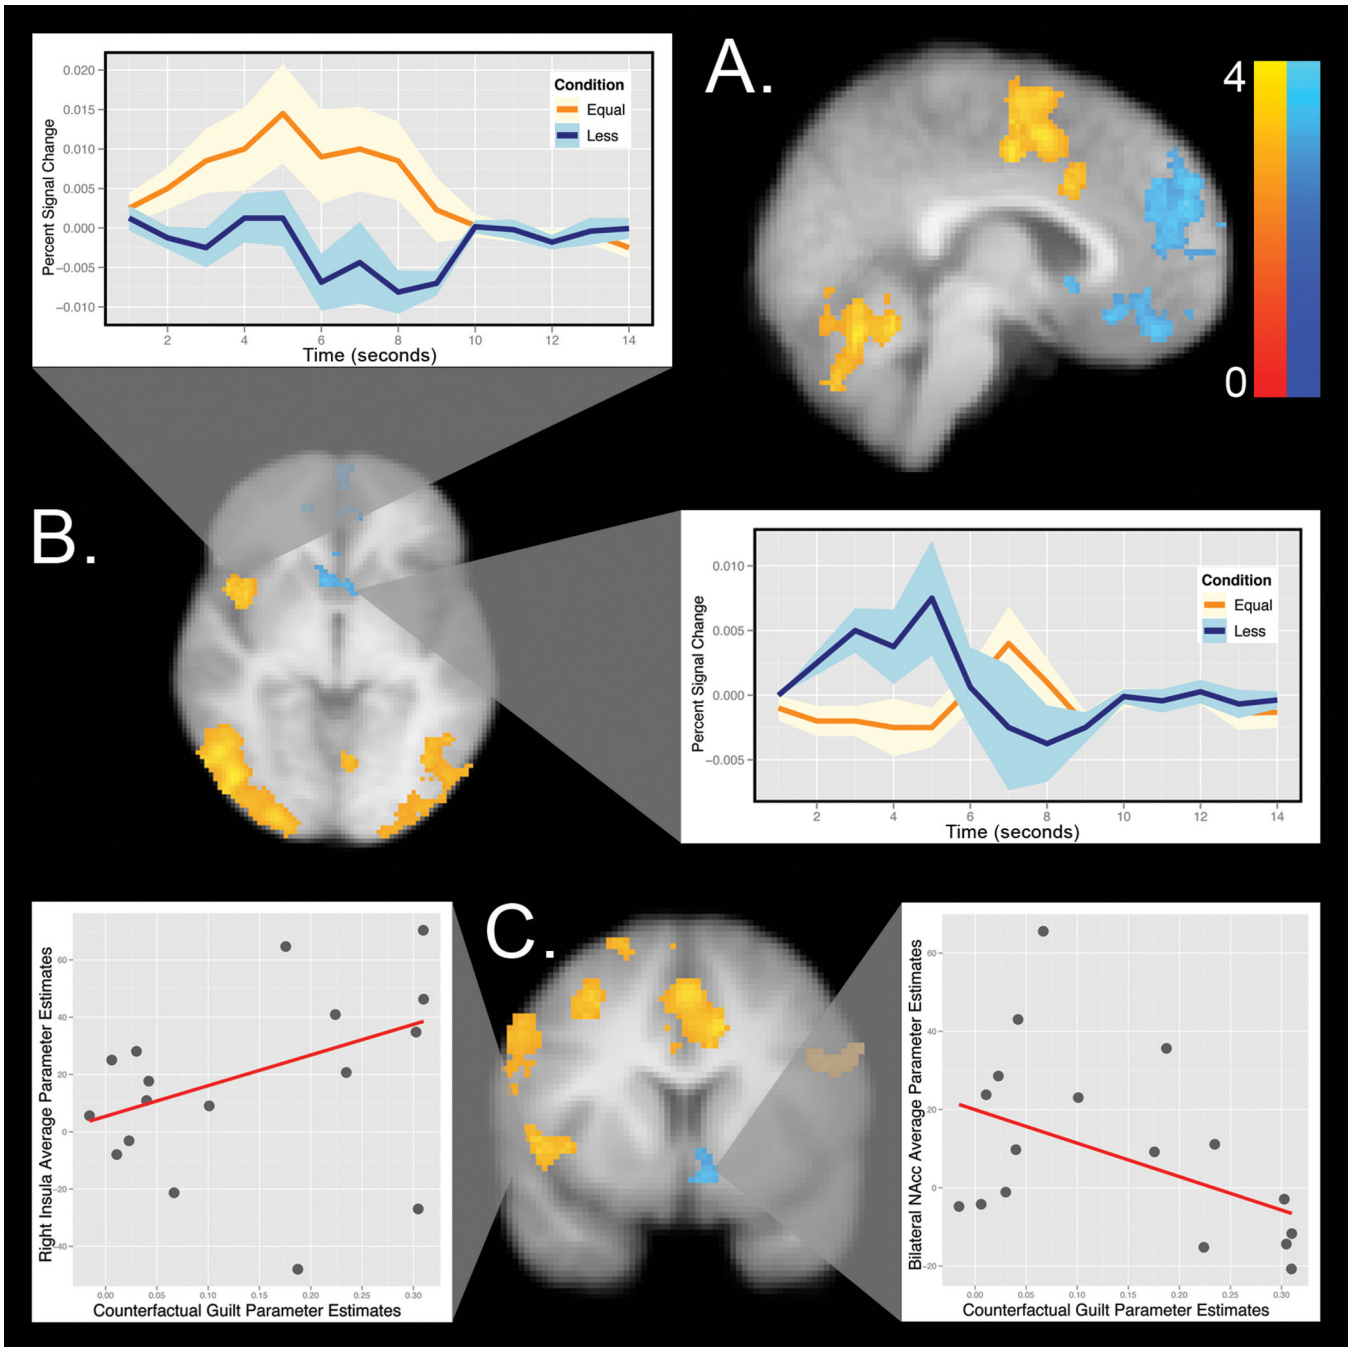 A.
4
0
0.020
0.015
0.010
0.005
0.000
−0.005
−0.010
Percent Signal Change
Condition
Equal
Less
2 4 6 8 10 12 14
Time (seconds)
B.
0.010
0.005
0.000
−0.005
Percent Signal Change
Condition
Equal
Less
2 4 6 8 10 12 14
Time (seconds)
C.
60
40
20
0
−20
−40
Right Insula Average Parameter Estimates
0.00 0.05 0.10 0.15 0.20 0.25 0.30
Counterfactual Guilt Parameter Estimates
60
40
20
0
−20
Bilateral NAcc Average Parameter Estimates
0.00 0.05 0.10 0.15 0.20 0.25 0.30
Counterfactual Guilt Parameter Estimates